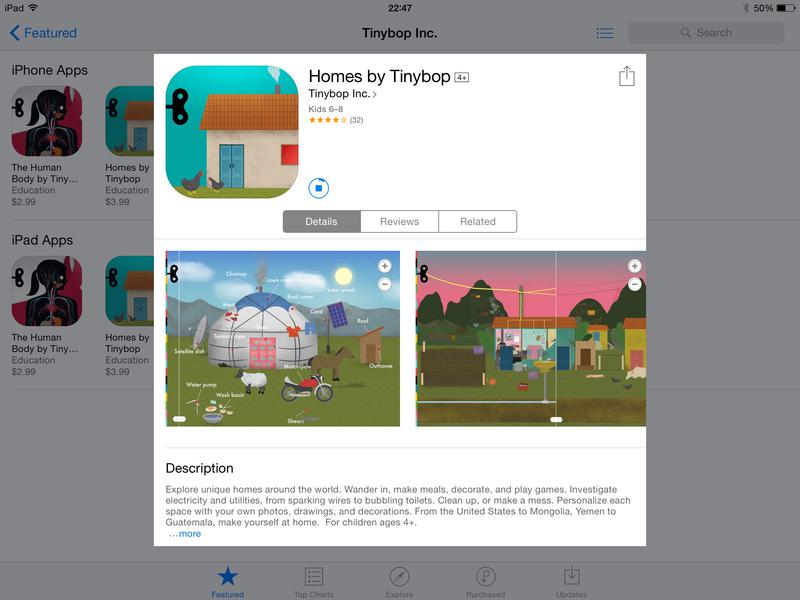 iPad
22:47
50%
Featured
Tinybop Inc.
Search
iPhone Apps
The Human
Body by Tiny...
Education
$2.99
Homes by
Tinybop
Education
$3.99
iPad Apps
The Human
Body by Tiny...
Education
$2.99
Homes by
Tinybop
Education
$3.99
Homes by Tinybop 4+
Tinybop Inc.
Kids 6–8
(32)
Details
Reviews
Related
Chimney
Crown cover
Solar panel
Roof cover
Cord
Roof
Tension rope
Satellite dish
Motorcycle
Outhouse
Water pump
Wash basin
Shears
Description
Explore unique homes around the world. Wander in, make meals, decorate, and play games. Investigate
electricity and utilities, from sparking wires to bubbling toilets. Clean up, or make a mess. Personalize each
space with your own photos, drawings, and decorations. From the United States to Mongolia, Yemen to
Guatemala, make yourself at home.  For children ages 4+.
...more
Featured
Top Charts
Explore
Purchased
Updates